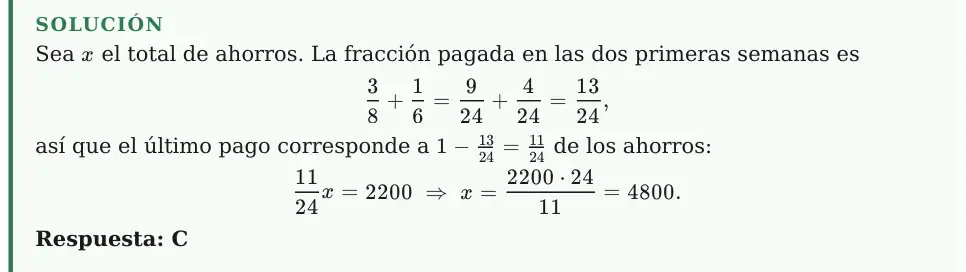 SOLUCIÓN
Sea x el total de ahorros. La fracción pagada en las dos primeras semanas es
3/8 + 1/6 = 9/24 + 4/24 = 13/24,
así que el último pago corresponde a 1 − 13/24 = 11/24 de los ahorros:
11/24 x = 2200 ⇒ x = 2200 · 24/11 = 4800.
Respuesta: C